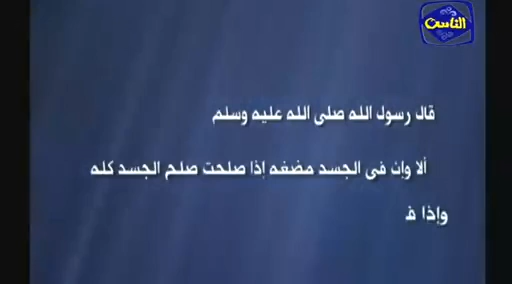 الناس
قال رسول الله صلى الله عليه وسلم
ألا وإن فى الجسد مضغه إذا صلحت صلح الجسد كله
وإذا ف